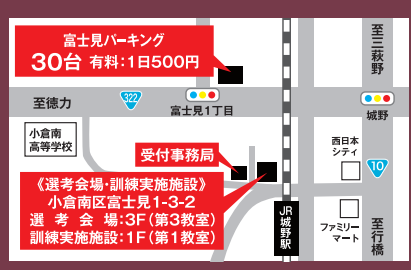 富士見パーキング
30台 有料：1日500円
至三萩野
至徳力
322
富士見1丁目
城野
小倉南
高等学校
受付事務局
西日本
シティ
10
《選考会場・訓練実施施設》
小倉南区富士見1-3-2
選考会場：3F（第3教室）
訓練実施施設：1F（第1教室）
JR
城野駅
ファミリー
マート
至行橋